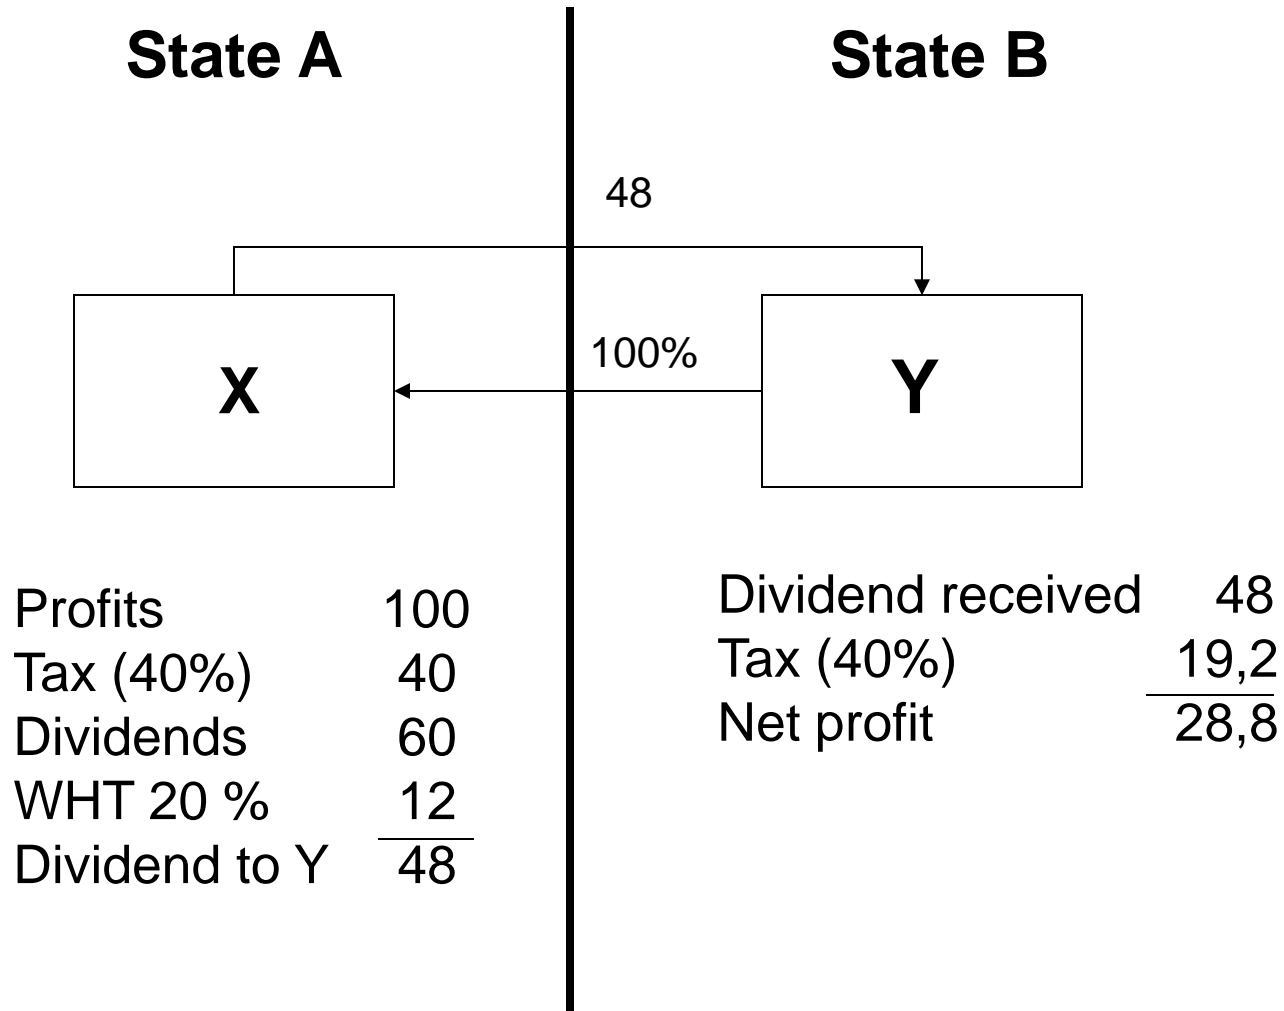 State A
State B
48
100%
X
Y
Profits 100
Tax (40%) 40
Dividends 60
WHT 20 % 12
Dividend to Y 48
Dividend received 48
Tax (40%) 19,2
Net profit 28,8